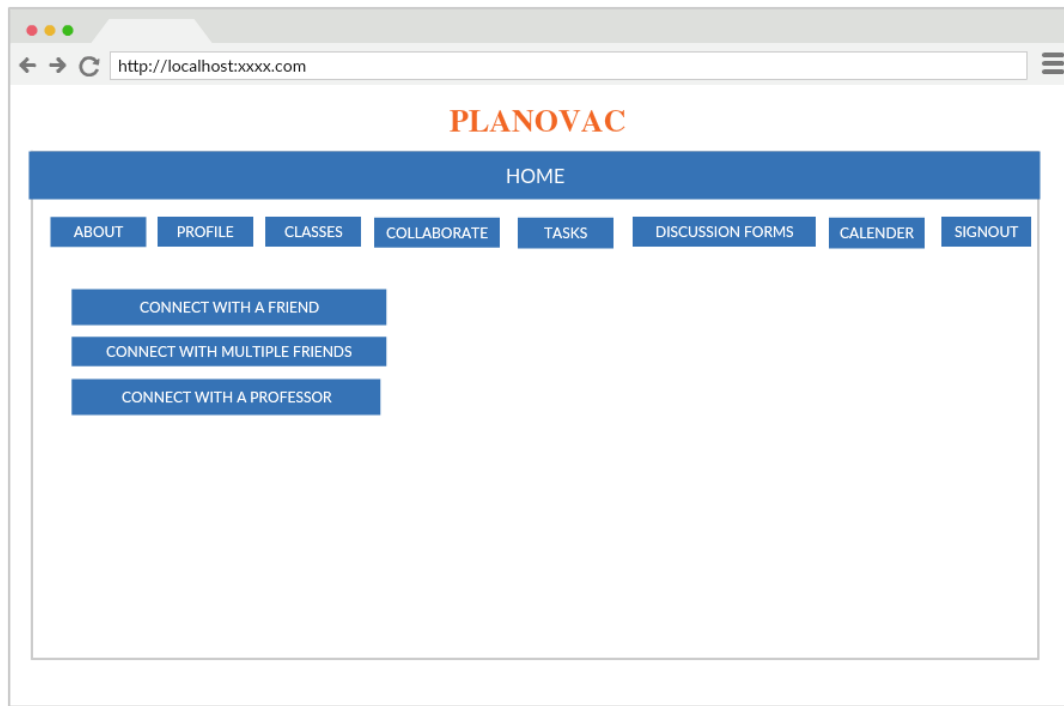 http://localhost:xxxx.com
PLANOVAC
HOME
ABOUT PROFILE CLASSES COLLABORATE TASKS DISCUSSION FORMS CALENDER SIGNOUT
CONNECT WITH A FRIEND
CONNECT WITH MULTIPLE FRIENDS
CONNECT WITH A PROFESSOR